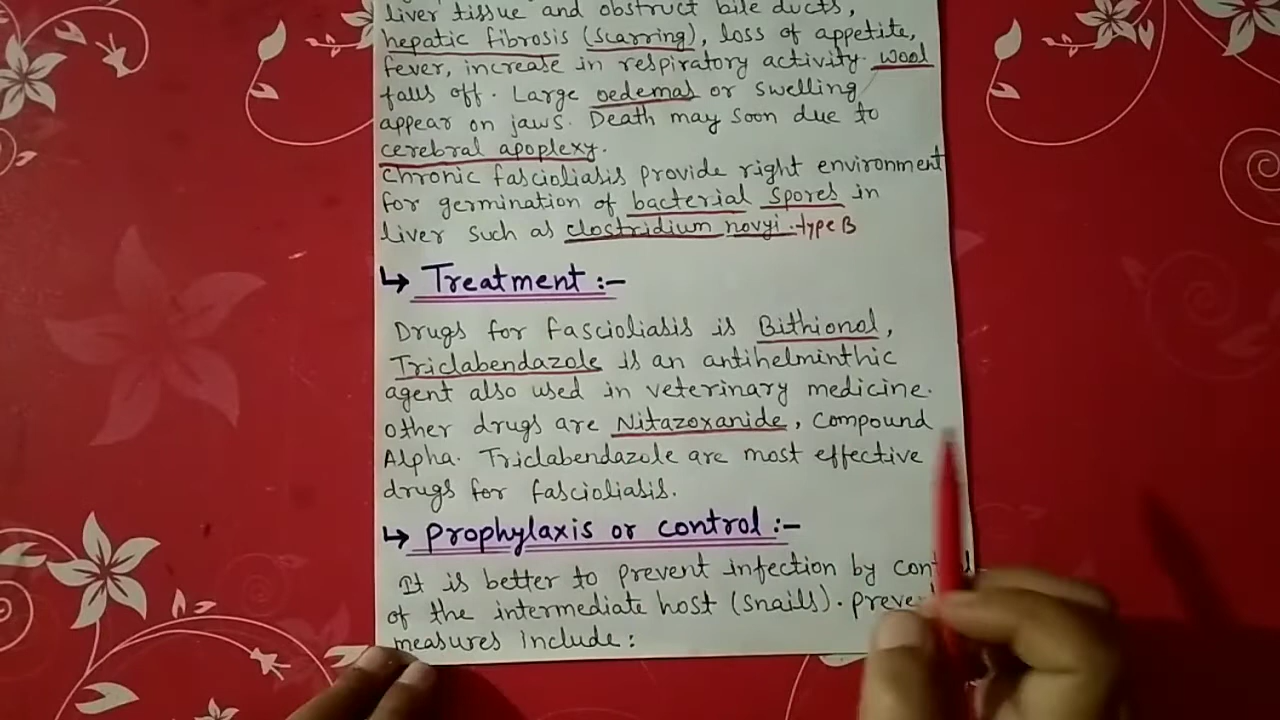 liver tissue and obstruct bile ducts,
hepatic fibrosis (scarring), loss of appetite,
fever, increase in respiratory activity. wool
falls off. Large oedemas or swelling
appear on jaws. Death may soon due to
cerebral apoplexy.
Chronic fascioliasis provide right environment
for germination of bacterial spores in
liver such as clostridium novyi. type B
↳ Treatment :-
Drugs for fascioliasis is Bithionol,
Triclabendazole is an antihelminthic
agent also used in veterinary medicine.
other drugs are Nitazoxanide, Compound
Alpha. Triclabendazole are most effective
drugs for fascioliasis.
↳ Prophylaxis or control :-
It is better to prevent infection by
of the intermediate host (snails).
measures include :